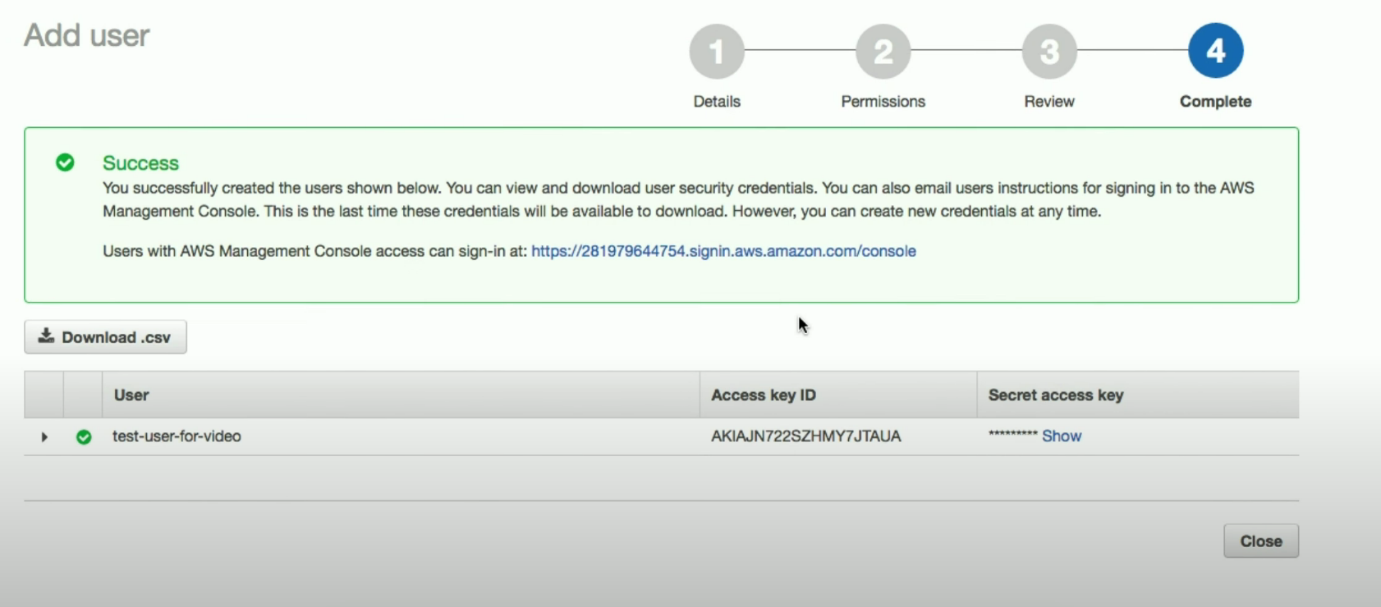 Add user
1
2
3
4
Details
Permissions
Review
Complete
Success
You successfully created the users shown below. You can view and download user security credentials. You can also email users instructions for signing in to the AWS
Management Console. This is the last time these credentials will be available to download. However, you can create new credentials at any time.
Users with AWS Management Console access can sign-in at: https://281979644754.signin.aws.amazon.com/console
Download .csv
User
Access key ID
Secret access key
test-user-for-video
AKIAJN722SZHMY7JTAUA
********* Show
Close